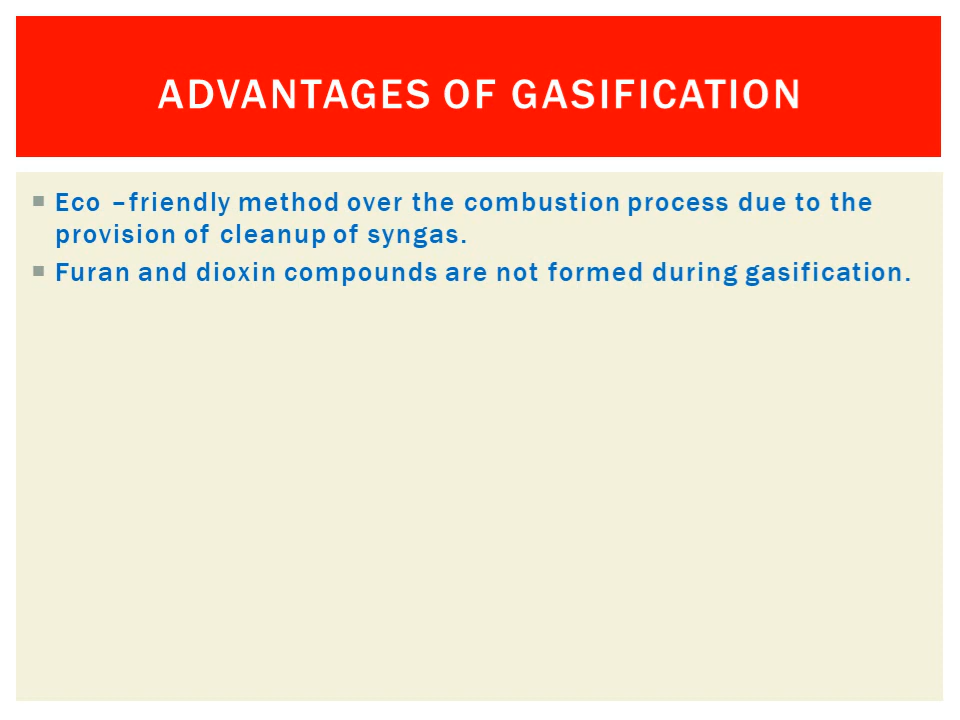 ADVANTAGES OF GASIFICATION
Eco –friendly method over the combustion process due to the
provision of cleanup of syngas.
Furan and dioxin compounds are not formed during gasification.